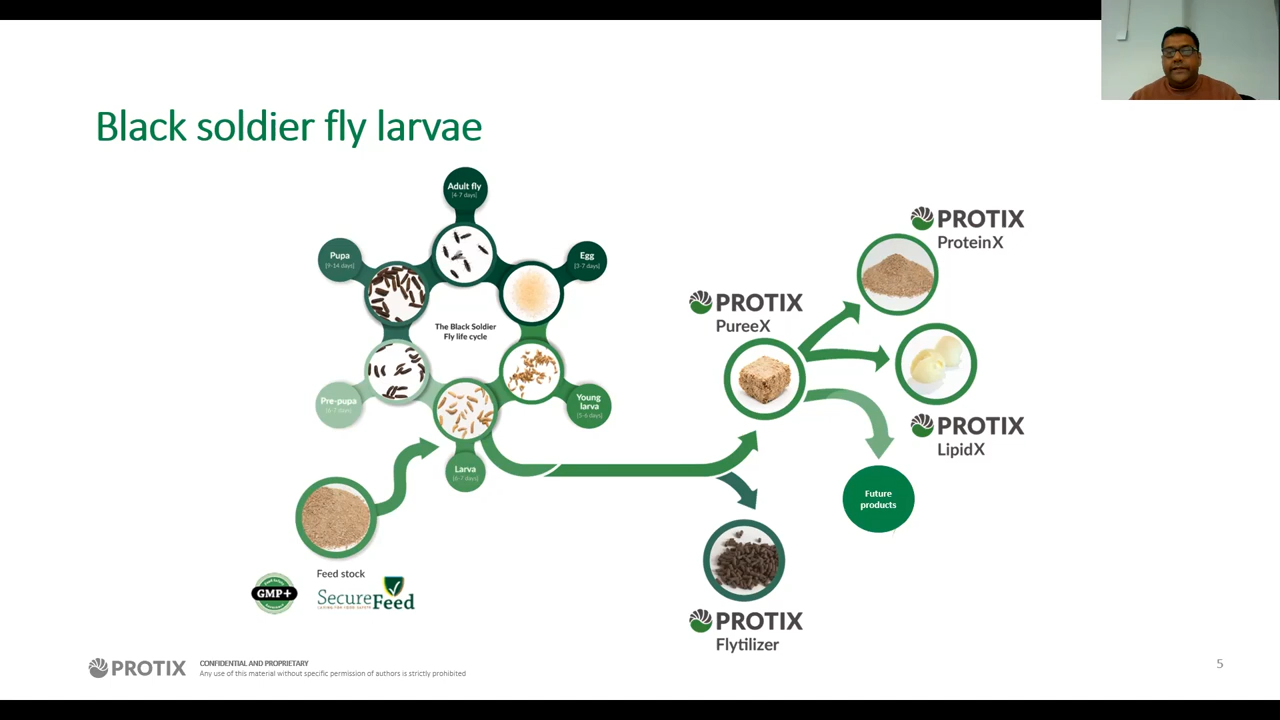 Black soldier fly larvae
Adult fly
[4-7 days]
Pupa
[9-14 days]
Egg
[3-7 days]
The Black Soldier
Fly life cycle
Pre-pupa
[6-7 days]
Young
larva
[5-6 days]
Larva
[6-7 days]
Feed stock
GMP+
SecureFeed
PROTIX
PureeX
PROTIX
ProteinX
PROTIX
LipidX
Future
products
PROTIX
Flytilizer
PROTIX
CONFIDENTIAL AND PROPRIETARY
Any use of this material without specific permission of authors is strictly prohibited
5